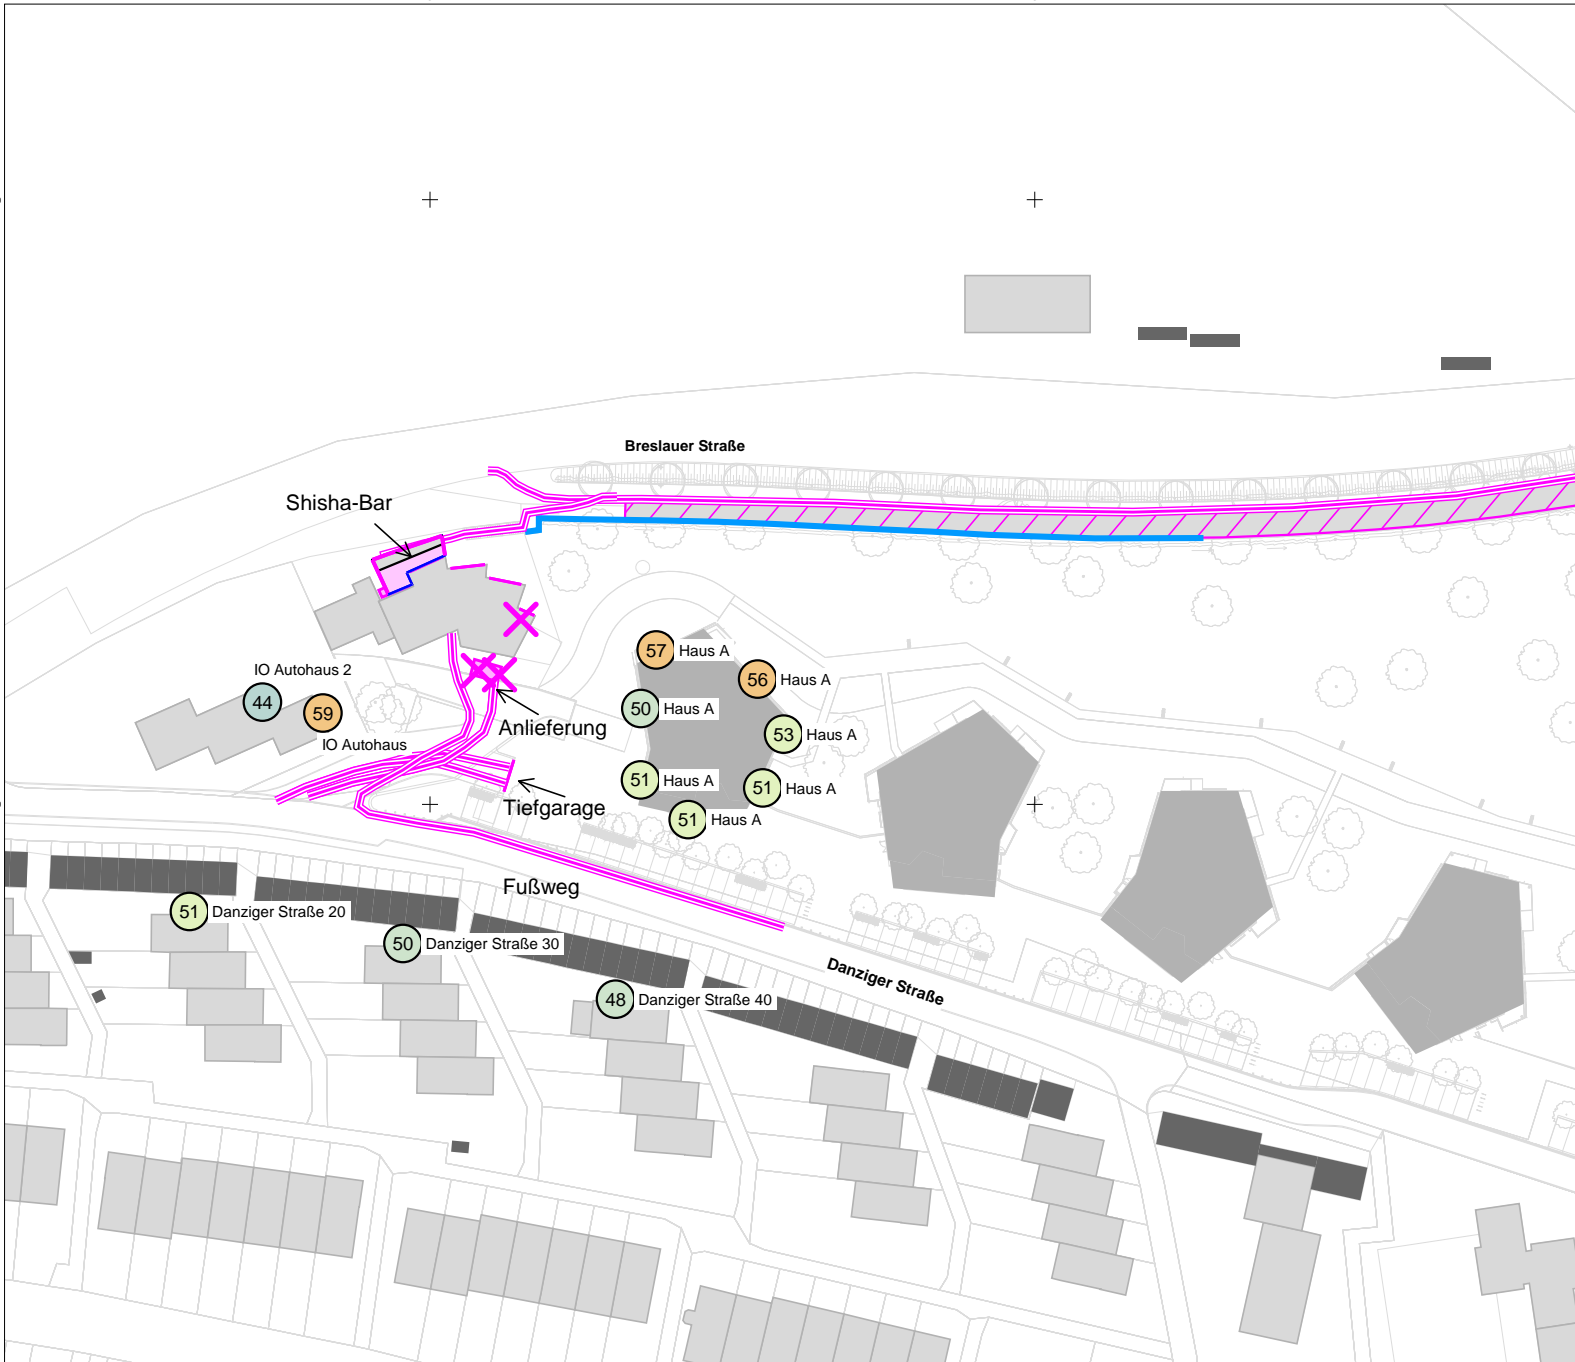 Breslauer Straße
Shisha-Bar
57 Haus A
IO Autohaus 2
56 Haus A
44
59
50 Haus A
Anlieferung
53 Haus A
IO Autohaus
51 Haus A
51 Haus A
Tiefgarage
51 Haus A
Fußweg
51 Danziger Straße 20
50 Danziger Straße 30
Danziger Straße
48 Danziger Straße 40